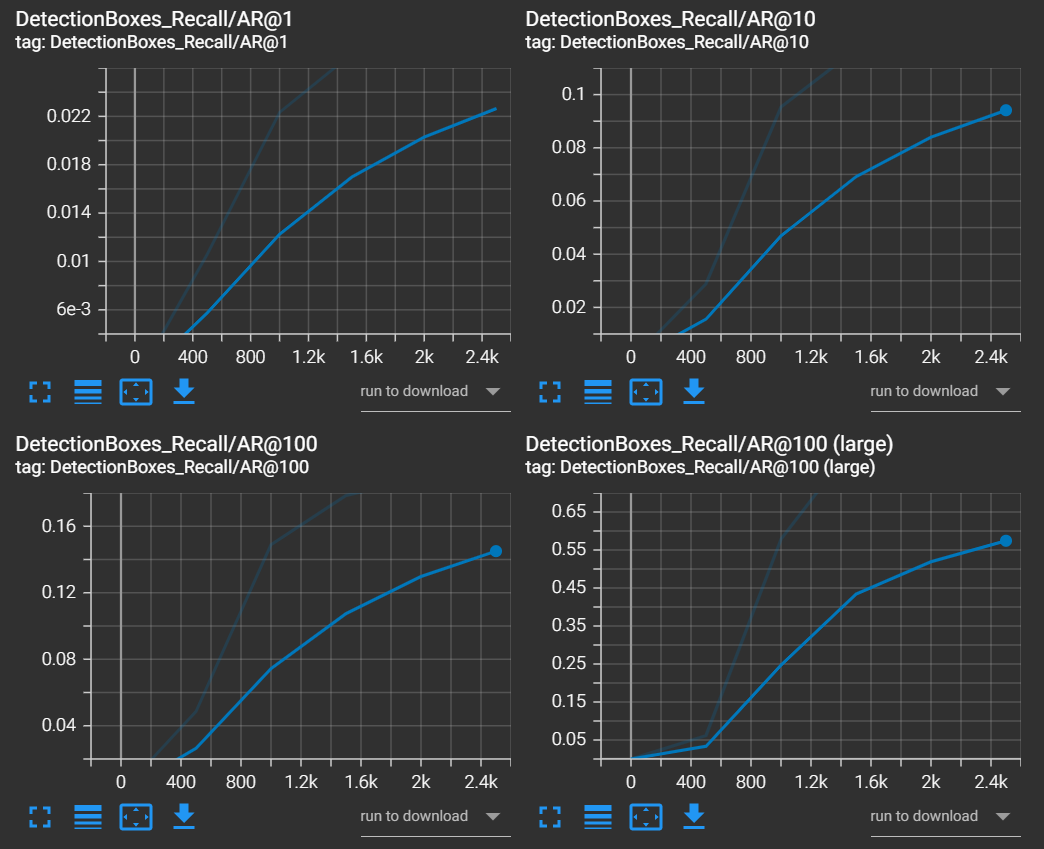 DetectionBoxes_Recall/AR@1
tag: DetectionBoxes_Recall/AR@1
0.022
0.018
0.014
0.01
6e-3
0 400 800 1.2k 1.6k 2k 2.4k
run to download
DetectionBoxes_Recall/AR@10
tag: DetectionBoxes_Recall/AR@10
0.1
0.08
0.06
0.04
0.02
0 400 800 1.2k 1.6k 2k 2.4k
run to download
DetectionBoxes_Recall/AR@100
tag: DetectionBoxes_Recall/AR@100
0.16
0.12
0.08
0.04
0 400 800 1.2k 1.6k 2k 2.4k
run to download
DetectionBoxes_Recall/AR@100 (large)
tag: DetectionBoxes_Recall/AR@100 (large)
0.65
0.55
0.45
0.35
0.25
0.15
0.05
0 400 800 1.2k 1.6k 2k 2.4k
run to download